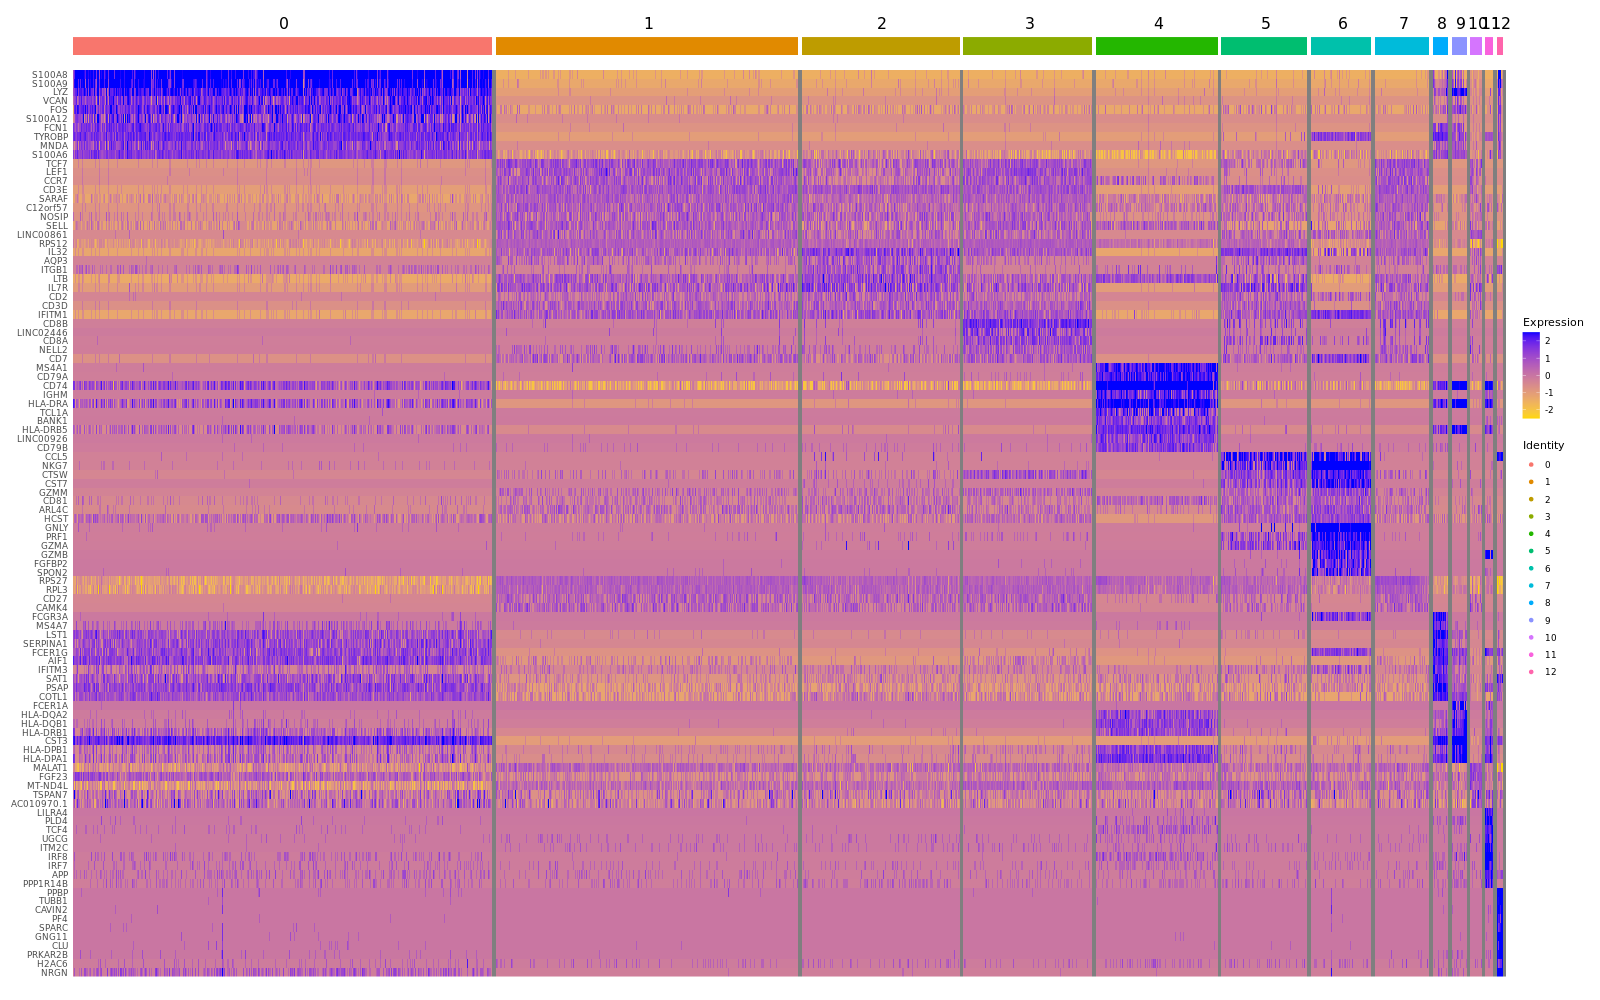 0 1 2 3 4 5 6 7 8 9 10 11 12
S100A8
S100A9
LYZ
VCAN
FOS
S100A12
FCN1
TYROBP
MNDA
S100A6
TCF7
LEF1
CCR7
CD3E
SARAF
C12orf57
NOSIP
SELL
LINC00861
RPS12
IL32
AQP3
ITGB1
LTB
IL7R
CD2
CD3D
IFITM1
CD8B
LINC02446
CD8A
NELL2
CD7
MS4A1
CD79A
CD74
IGHM
HLA-DRA
TCL1A
BANK1
HLA-DRB5
LINC00926
CD79B
CCL5
NKG7
CTSW
CST7
GZMM
CD81
ARL4C
HCST
GNLY
PRF1
GZMA
GZMB
FGFBP2
SPON2
RPS27
RPL3
CD27
CAMK4
FCGR3A
MS4A7
LST1
SERPINA1
FCER1G
AIF1
IFITM3
SAT1
PSAP
COTL1
FCER1A
HLA-DQA2
HLA-DQB1
HLA-DRB1
CST3
HLA-DPB1
HLA-DPA1
MALAT1
FGF23
MT-ND4L
TSPAN7
AC010970.1
LILRA4
PLD4
TCF4
UGCG
ITM2C
IRF8
IRF7
APP
PPP1R14B
PPBP
TUBB1
CAVIN2
PF4
SPARC
GNG11
CLU
PRKAR2B
H2AC6
NRGN
Expression
2
1
0
-1
-2
Identity
0
1
2
3
4
5
6
7
8
9
10
11
12